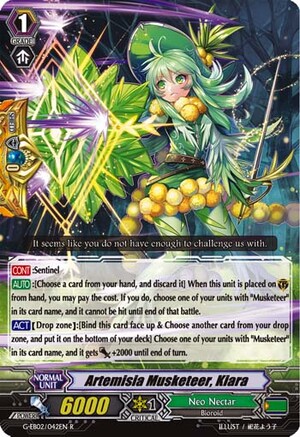 1
GRADE
It seems like you do not have enough to challenge us with.
CONT :Sentinel
AUTO :[Choose a card from your hand, and discard it] When this unit is placed on
from hand, you may pay the cost. If you do, choose one of your units with "Musketeer"
in its card name, and it cannot be hit until end of that battle.
ACT [Drop zone]:[Bind this card face up & Choose another card from your drop
zone, and put it on the bottom of your deck] Choose one of your units with "Musketeer"
in its card name, and it gets +2000 until end of turn.
NORMAL
UNIT
Artemisia Musketeer, Kiara
POWER
6000
1
CRITICAL
Neo Nectar
Bioroid
G-EB02/042EN R